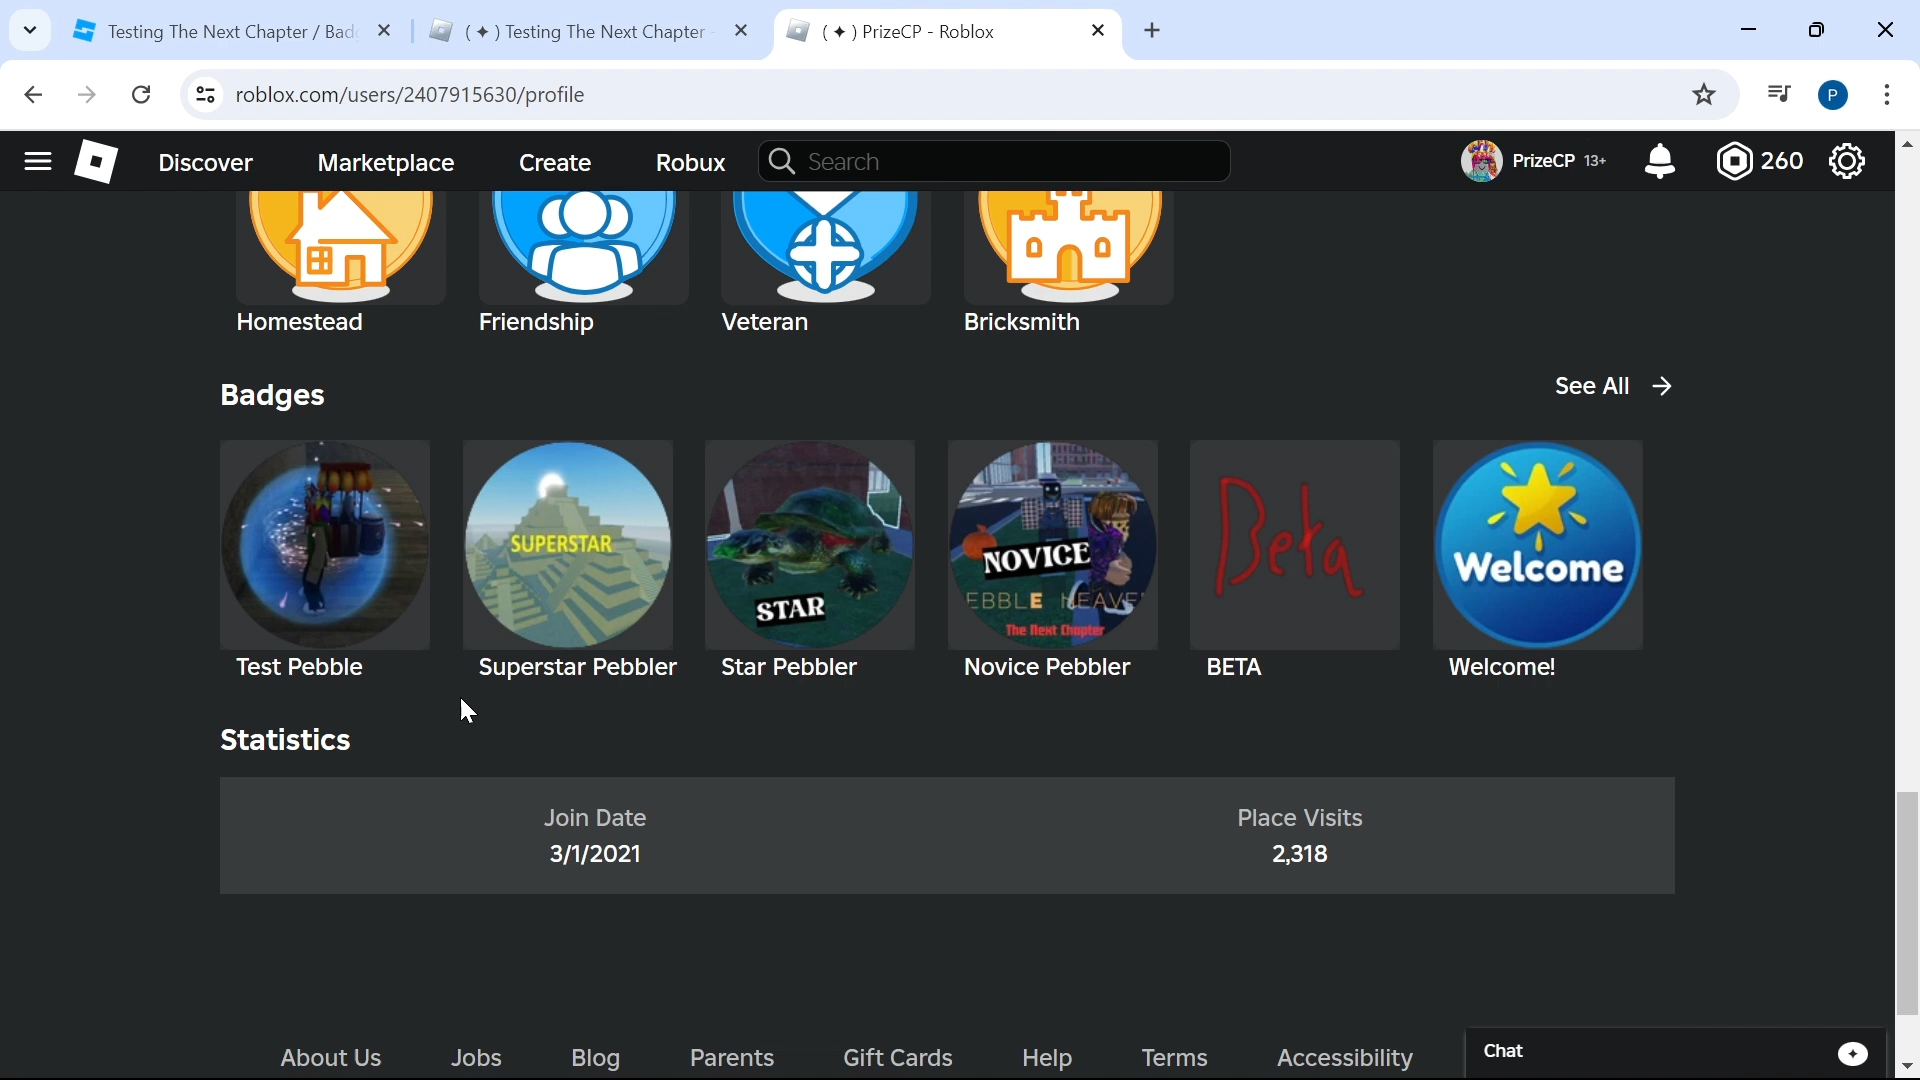 Testing The Next Chapter / Bad
( ✦ ) Testing The Next Chapter -
( ✦ ) PrizeCP - Roblox
roblox.com/users/2407915630/profile
P
Discover
Marketplace
Create
Robux
Search
PrizeCP 13+
260
Homestead
Friendship
Veteran
Bricksmith
Badges
See All
SUPERSTAR
STAR
NOVICE
EBBLE HEAVE
The Next Chapter
Beta
Welcome
Test Pebble
Superstar Pebbler
Star Pebbler
Novice Pebbler
BETA
Welcome!
Statistics
Join Date
3/1/2021
Place Visits
2,318
About Us
Jobs
Blog
Parents
Gift Cards
Help
Terms
Accessibility
Chat